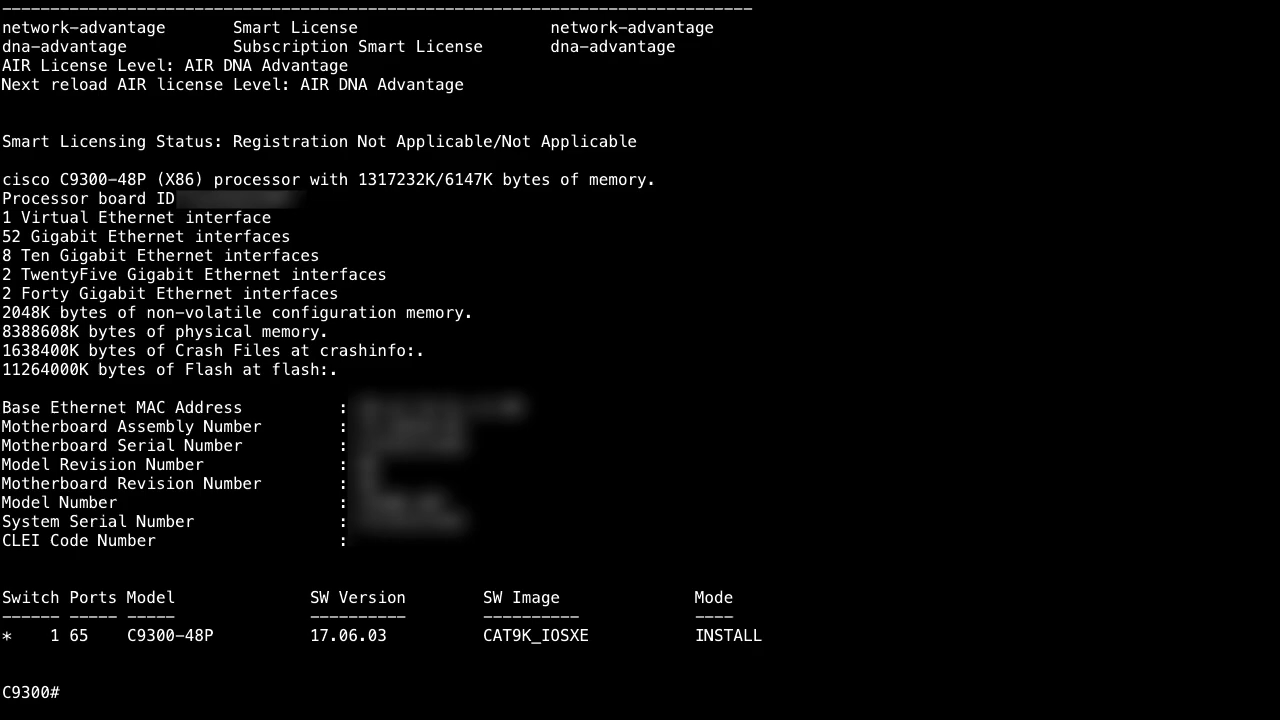 --------------------------------------------------------------------------------
network-advantage       Smart License                    network-advantage
dna-advantage           Subscription Smart License       dna-advantage
AIR License Level: AIR DNA Advantage
Next reload AIR license Level: AIR DNA Advantage
Smart Licensing Status: Registration Not Applicable/Not Applicable
cisco C9300-48P (X86) processor with 1317232K/6147K bytes of memory.
Processor board ID
1 Virtual Ethernet interface
52 Gigabit Ethernet interfaces
8 Ten Gigabit Ethernet interfaces
2 TwentyFive Gigabit Ethernet interfaces
2 Forty Gigabit Ethernet interfaces
2048K bytes of non-volatile configuration memory.
8388608K bytes of physical memory.
1638400K bytes of Crash Files at crashinfo:.
11264000K bytes of Flash at flash:.
Base Ethernet MAC Address          :
Motherboard Assembly Number        :
Motherboard Serial Number          :
Model Revision Number              :
Motherboard Revision Number        :
Model Number                       :
System Serial Number               :
CLEI Code Number                   :
Switch Ports Model              SW Version        SW Image              Mode
------ ----- -----              ----------        ----------            ----
*    1 65    C9300-48P          17.06.03          CAT9K_IOSXE           INSTALL
C9300#